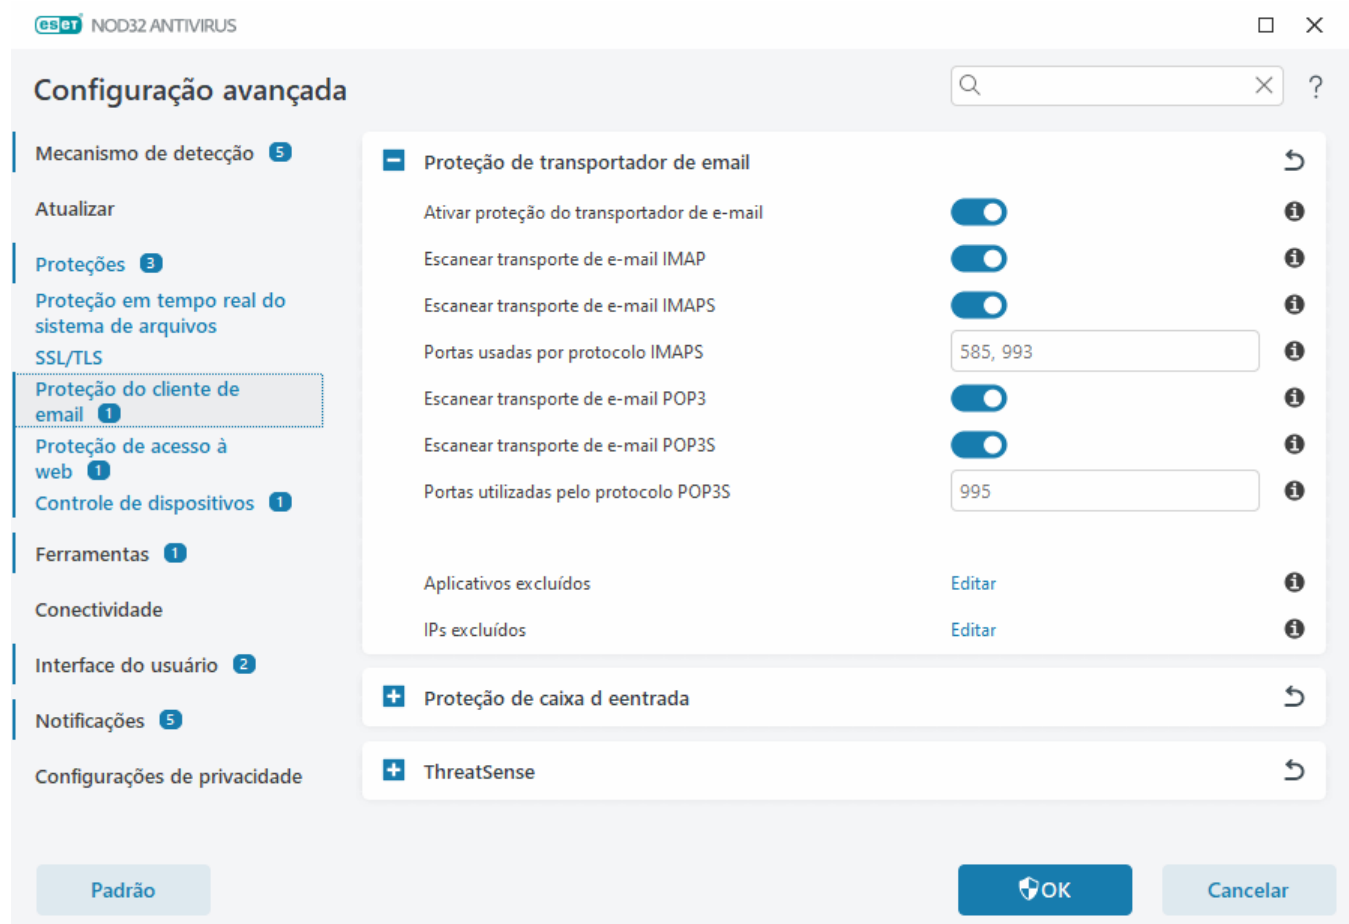 eset NOD32 ANTIVIRUS
Configuração avançada
?
Mecanismo de detecção 5
Atualizar
Proteções 3
Proteção em tempo real do
sistema de arquivos
SSL/TLS
Proteção do cliente de
email 1
Proteção de acesso à
web 1
Controle de dispositivos 1
Ferramentas 1
Conectividade
Interface do usuário 2
Notificações 5
Configurações de privacidade
Proteção de transportador de email
Ativar proteção do transportador de e-mail
Escanear transporte de e-mail IMAP
Escanear transporte de e-mail IMAPS
Portas usadas por protocolo IMAPS 585, 993
Escanear transporte de e-mail POP3
Escanear transporte de e-mail POP3S
Portas utilizadas pelo protocolo POP3S 995
Aplicativos excluídos Editar
IPs excluídos Editar
Proteção de caixa d eentrada
ThreatSense
Padrão
OK
Cancelar